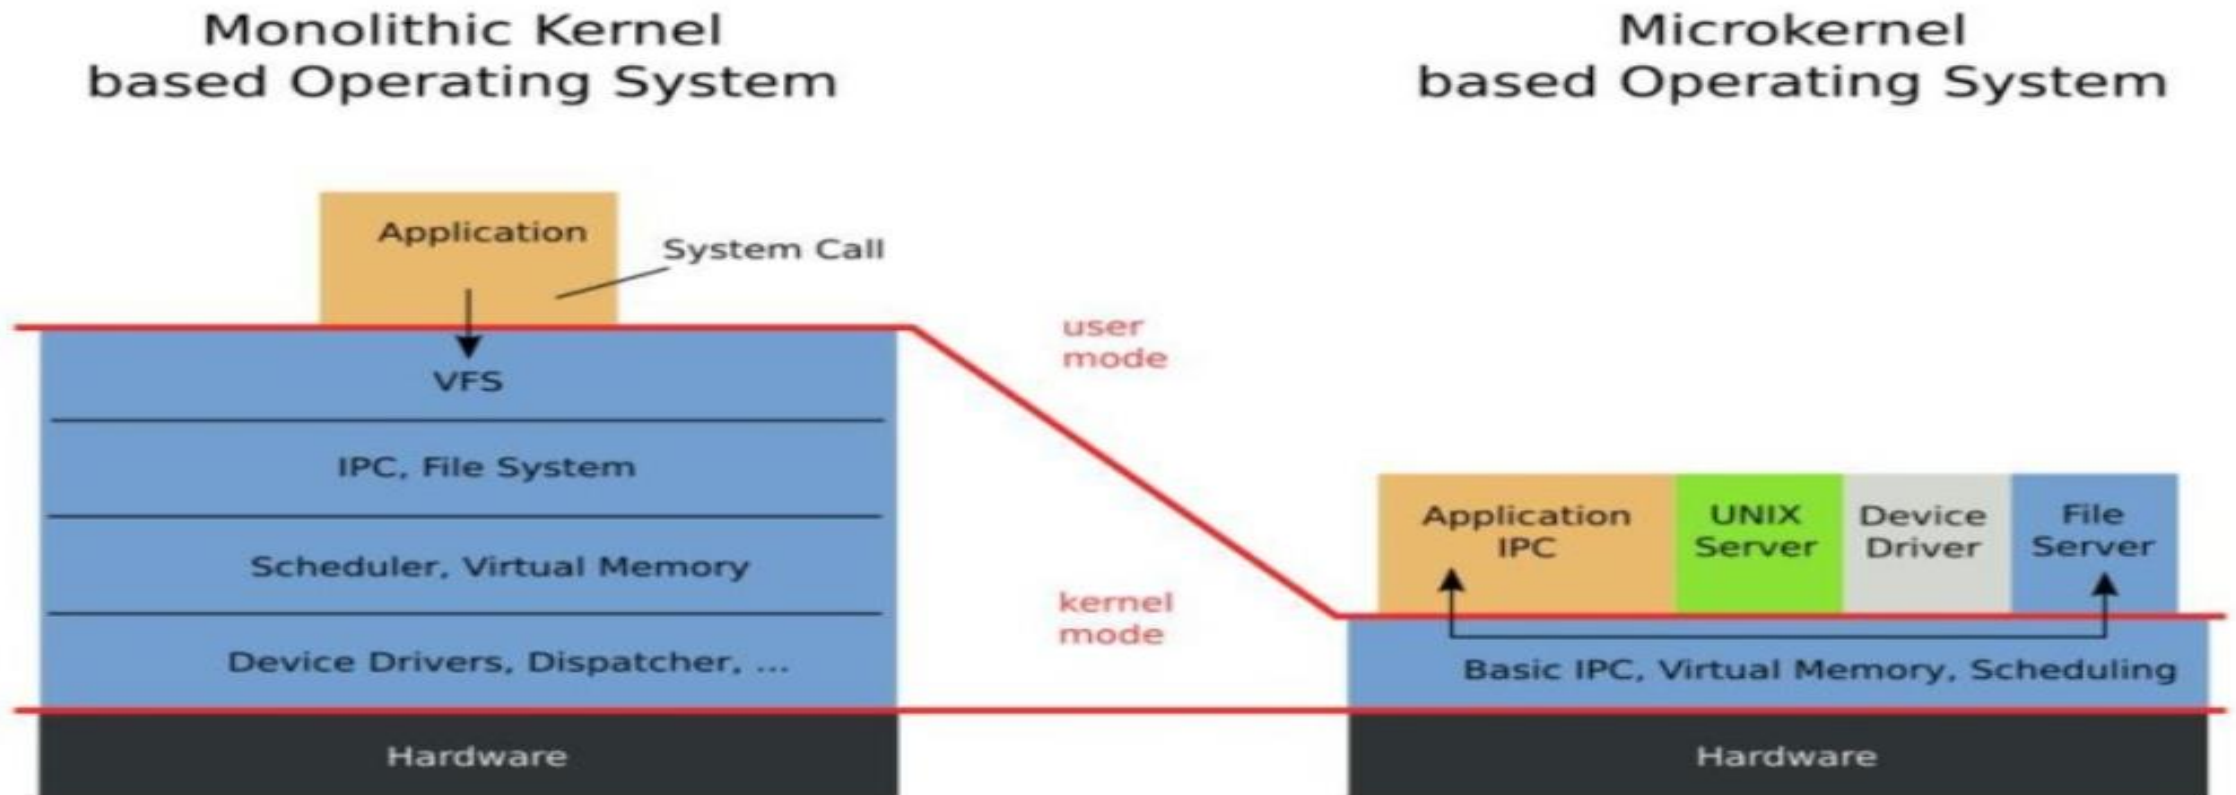 Monolithic Kernel
based Operating System
Microkernel
based Operating System
Application
System Call
user
mode
VFS
IPC, File System
Scheduler, Virtual Memory
Device Drivers, Dispatcher, ...
Hardware
kernel
mode
Application
IPC
UNIX
Server
Device
Driver
File
Server
Basic IPC, Virtual Memory, Scheduling
Hardware